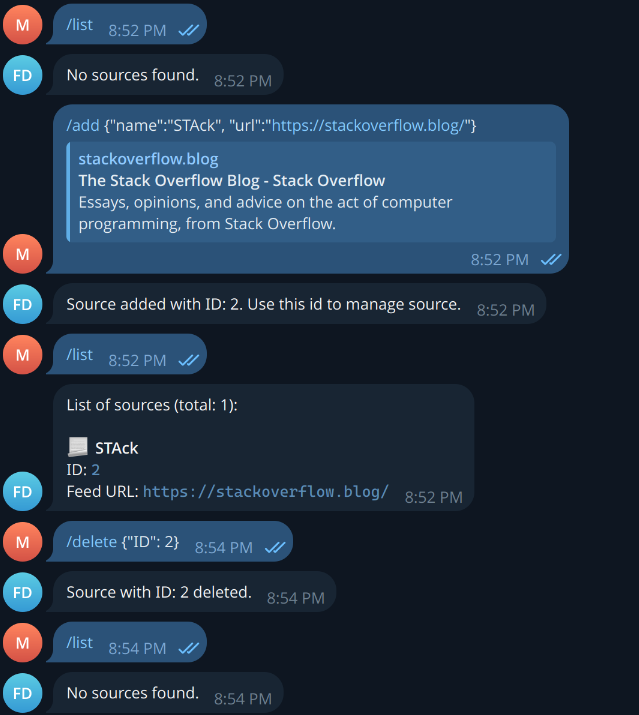 M
/list 8:52 PM
FD
No sources found. 8:52 PM
/add {"name":"STAck", "url":"https://stackoverflow.blog/"}
stackoverflow.blog
The Stack Overflow Blog - Stack Overflow
Essays, opinions, and advice on the act of computer
programming, from Stack Overflow.
8:52 PM
M
FD
Source added with ID: 2. Use this id to manage source. 8:52 PM
M
/list 8:52 PM
List of sources (total: 1):
STAck
ID: 2
Feed URL: https://stackoverflow.blog/ 8:52 PM
FD
M
/delete {"ID": 2} 8:54 PM
FD
Source with ID: 2 deleted. 8:54 PM
M
/list 8:54 PM
FD
No sources found. 8:54 PM